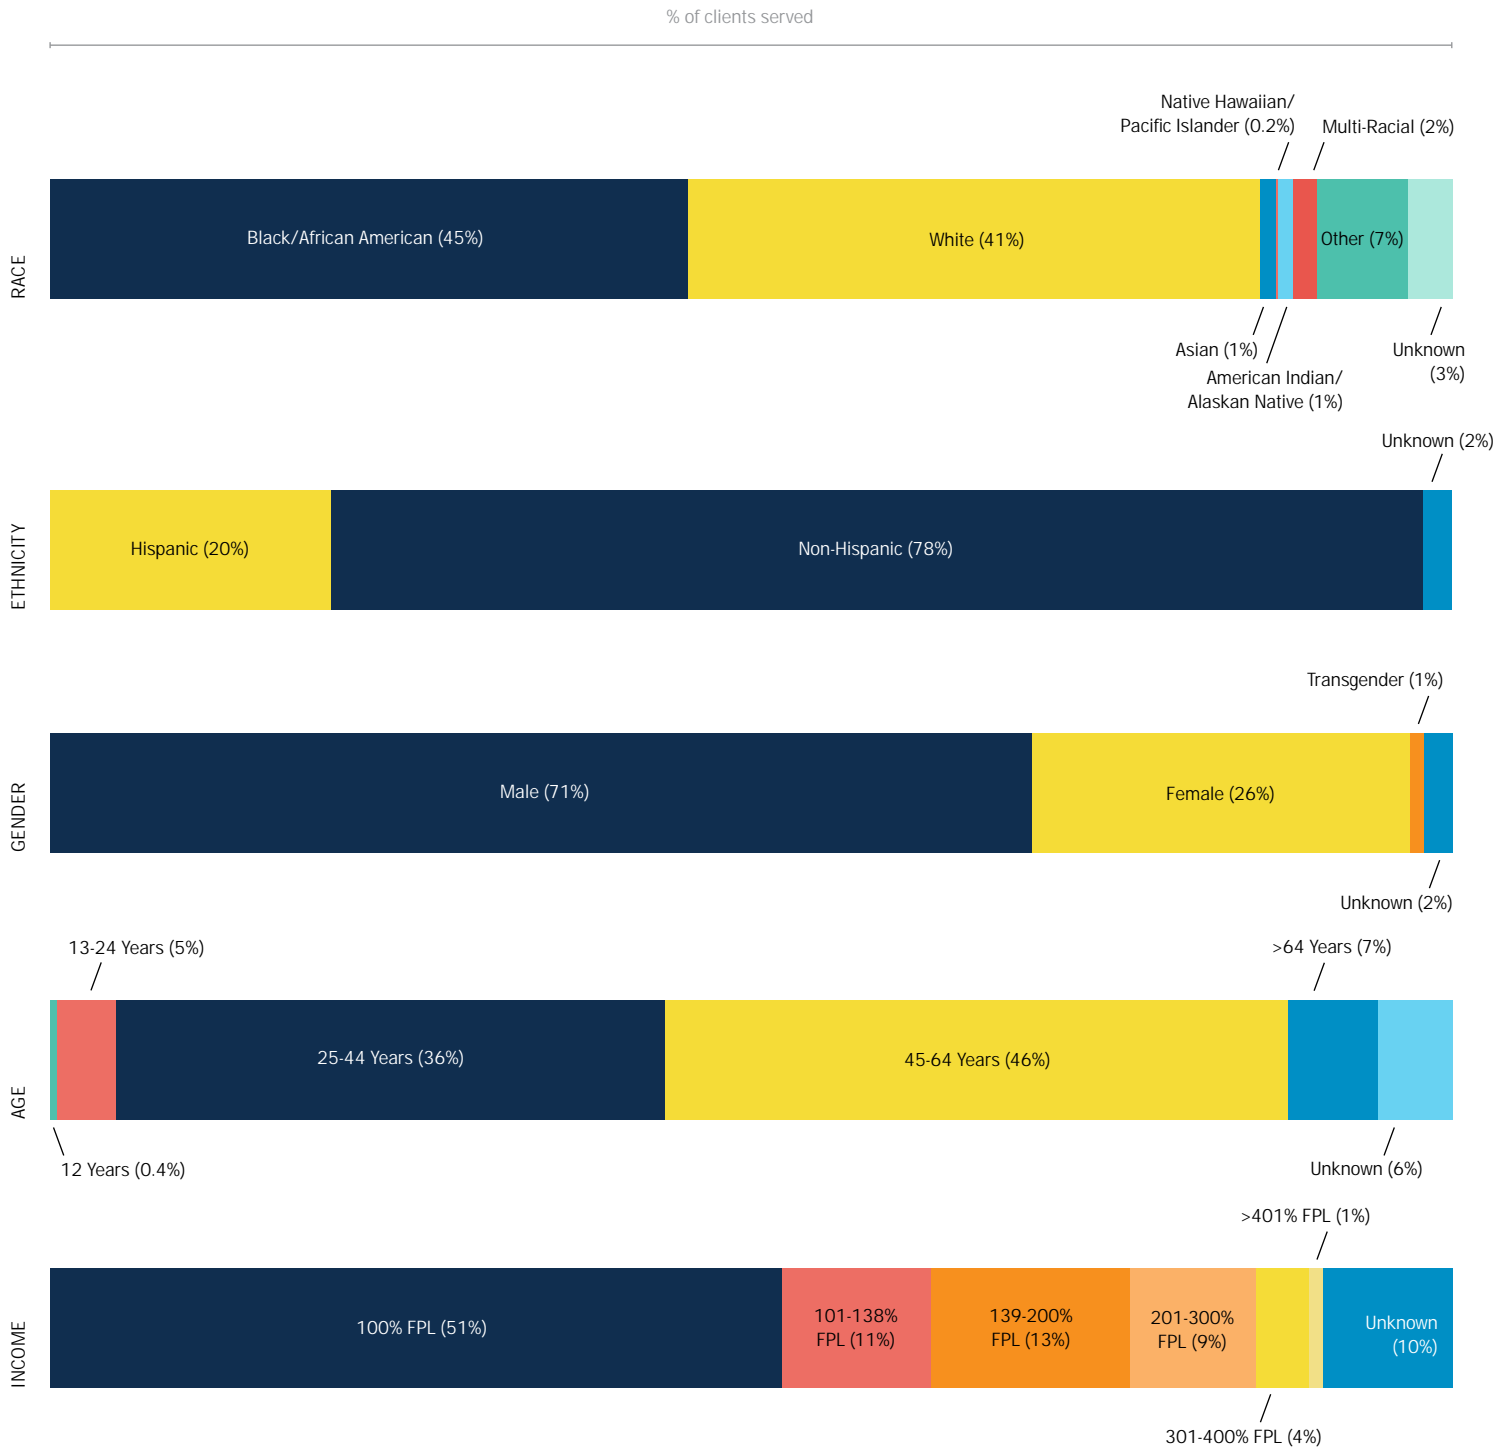 % of clients served
Native Hawaiian/
Pacific Islander (0.2%)
Multi-Racial (2%)
RACE
Black/African American (45%)
White (41%)
Other (7%)
Asian (1%)
American Indian/
Alaskan Native (1%)
Unknown
(3%)
Unknown (2%)
ETHNICITY
Hispanic (20%)
Non-Hispanic (78%)
Transgender (1%)
GENDER
Male (71%)
Female (26%)
Unknown (2%)
13-24 Years (5%)
>64 Years (7%)
AGE
25-44 Years (36%)
45-64 Years (46%)
12 Years (0.4%)
Unknown (6%)
>401% FPL (1%)
INCOME
100% FPL (51%)
101-138%
FPL (11%)
139-200%
FPL (13%)
201-300%
FPL (9%)
Unknown
(10%)
301-400% FPL (4%)